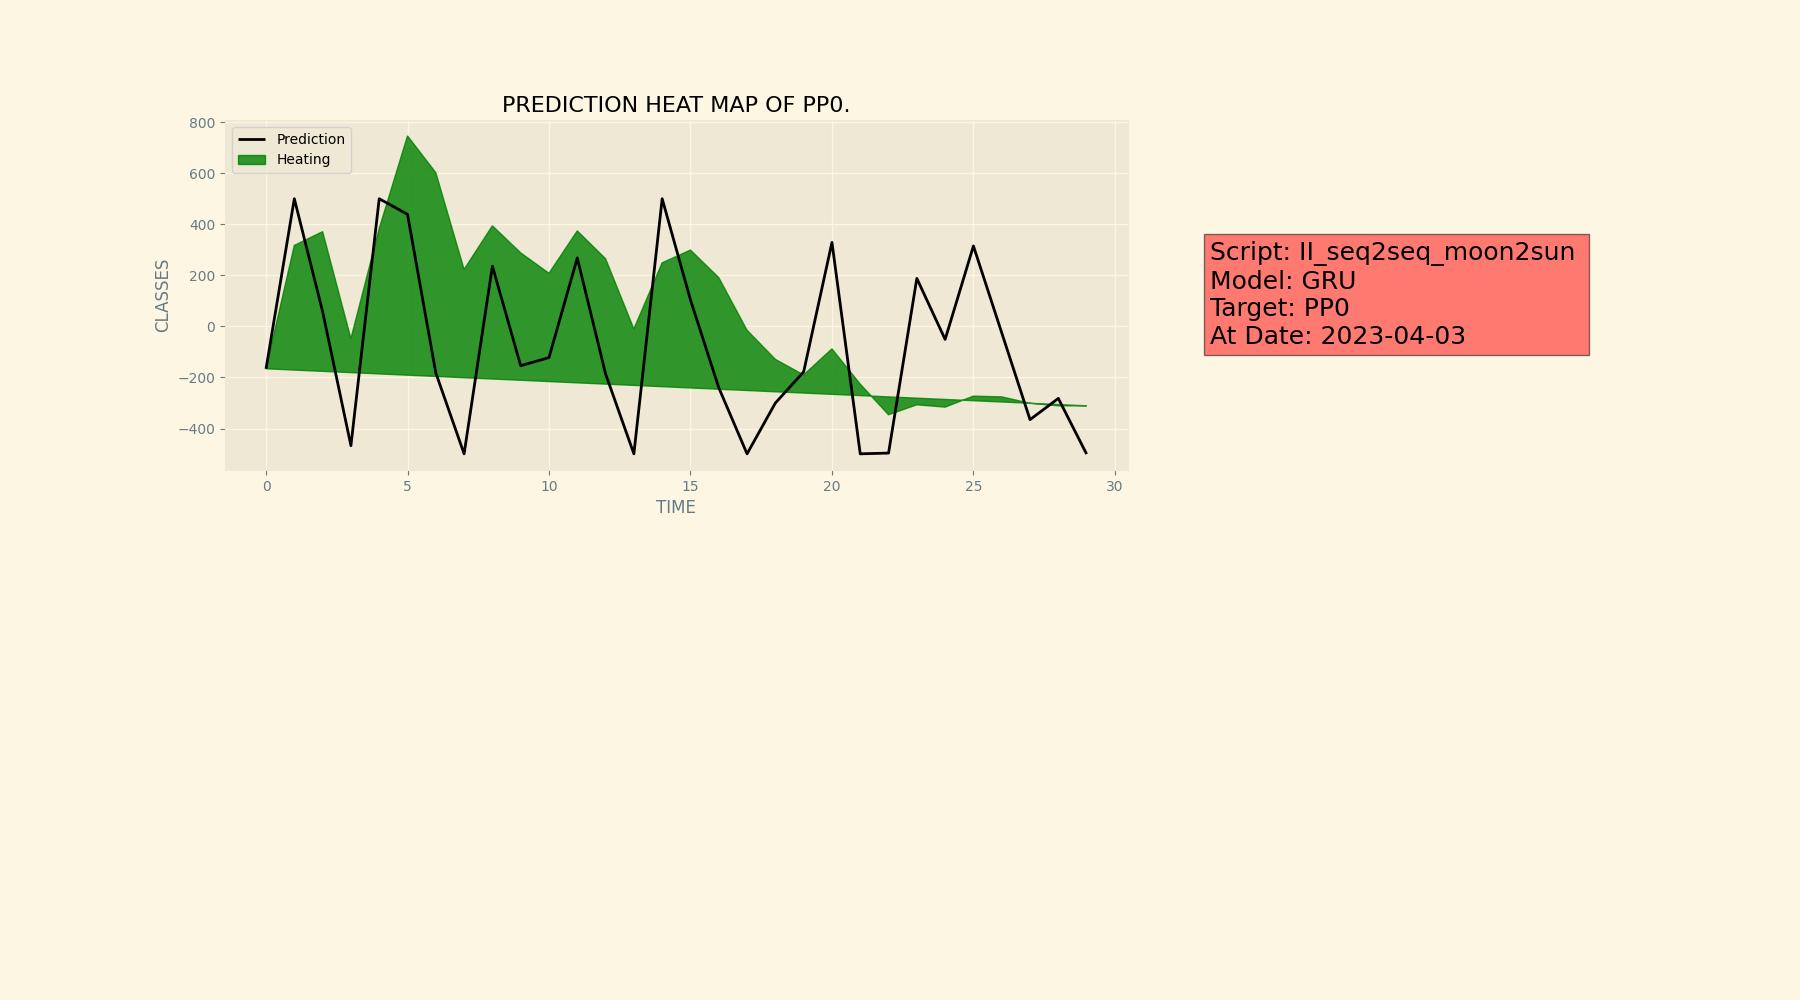 PREDICTION HEAT MAP OF PP0.
800
600
400
200
0
−200
−400
CLASSES
Prediction
Heating
0 5 10 15 20 25 30
TIME
Script: II_seq2seq_moon2sun
Model: GRU
Target: PP0
At Date: 2023-04-03